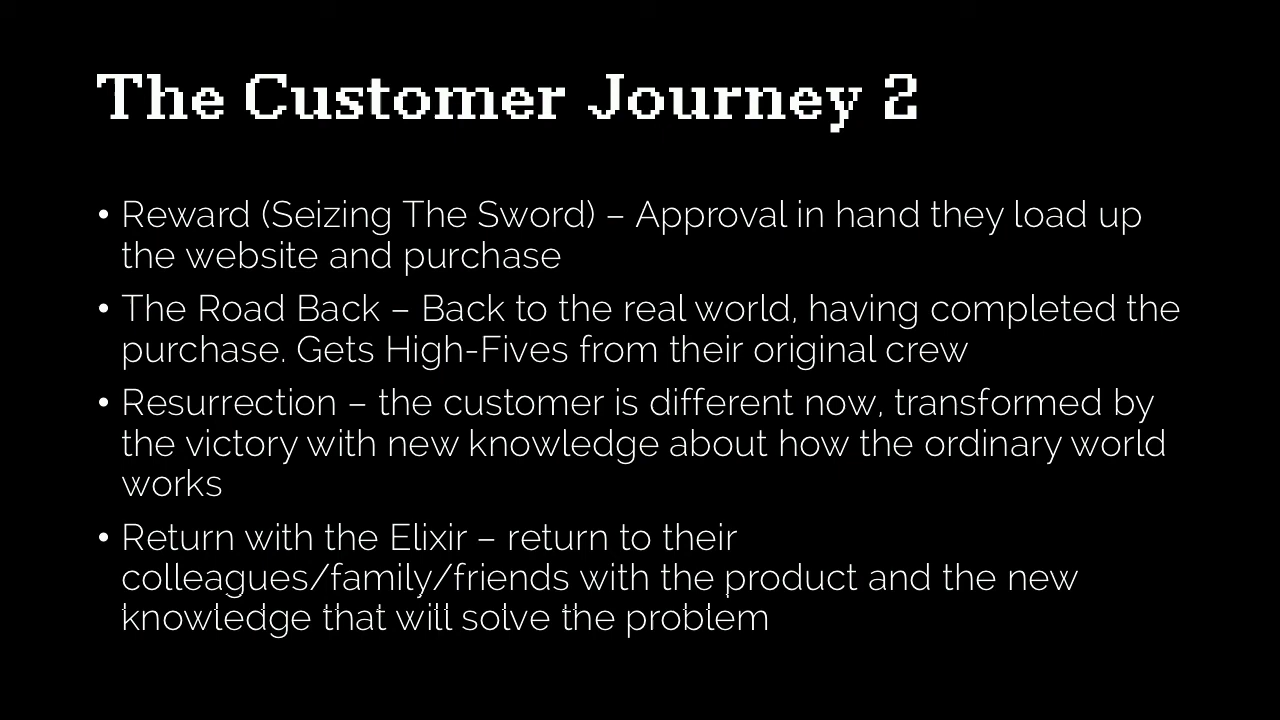 The Customer Journey 2
• Reward (Seizing The Sword) – Approval in hand they load up
the website and purchase
• The Road Back – Back to the real world, having completed the
purchase. Gets High-Fives from their original crew
• Resurrection – the customer is different now, transformed by
the victory with new knowledge about how the ordinary world
works
• Return with the Elixir – return to their
colleagues/family/friends with the product and the new
knowledge that will solve the problem